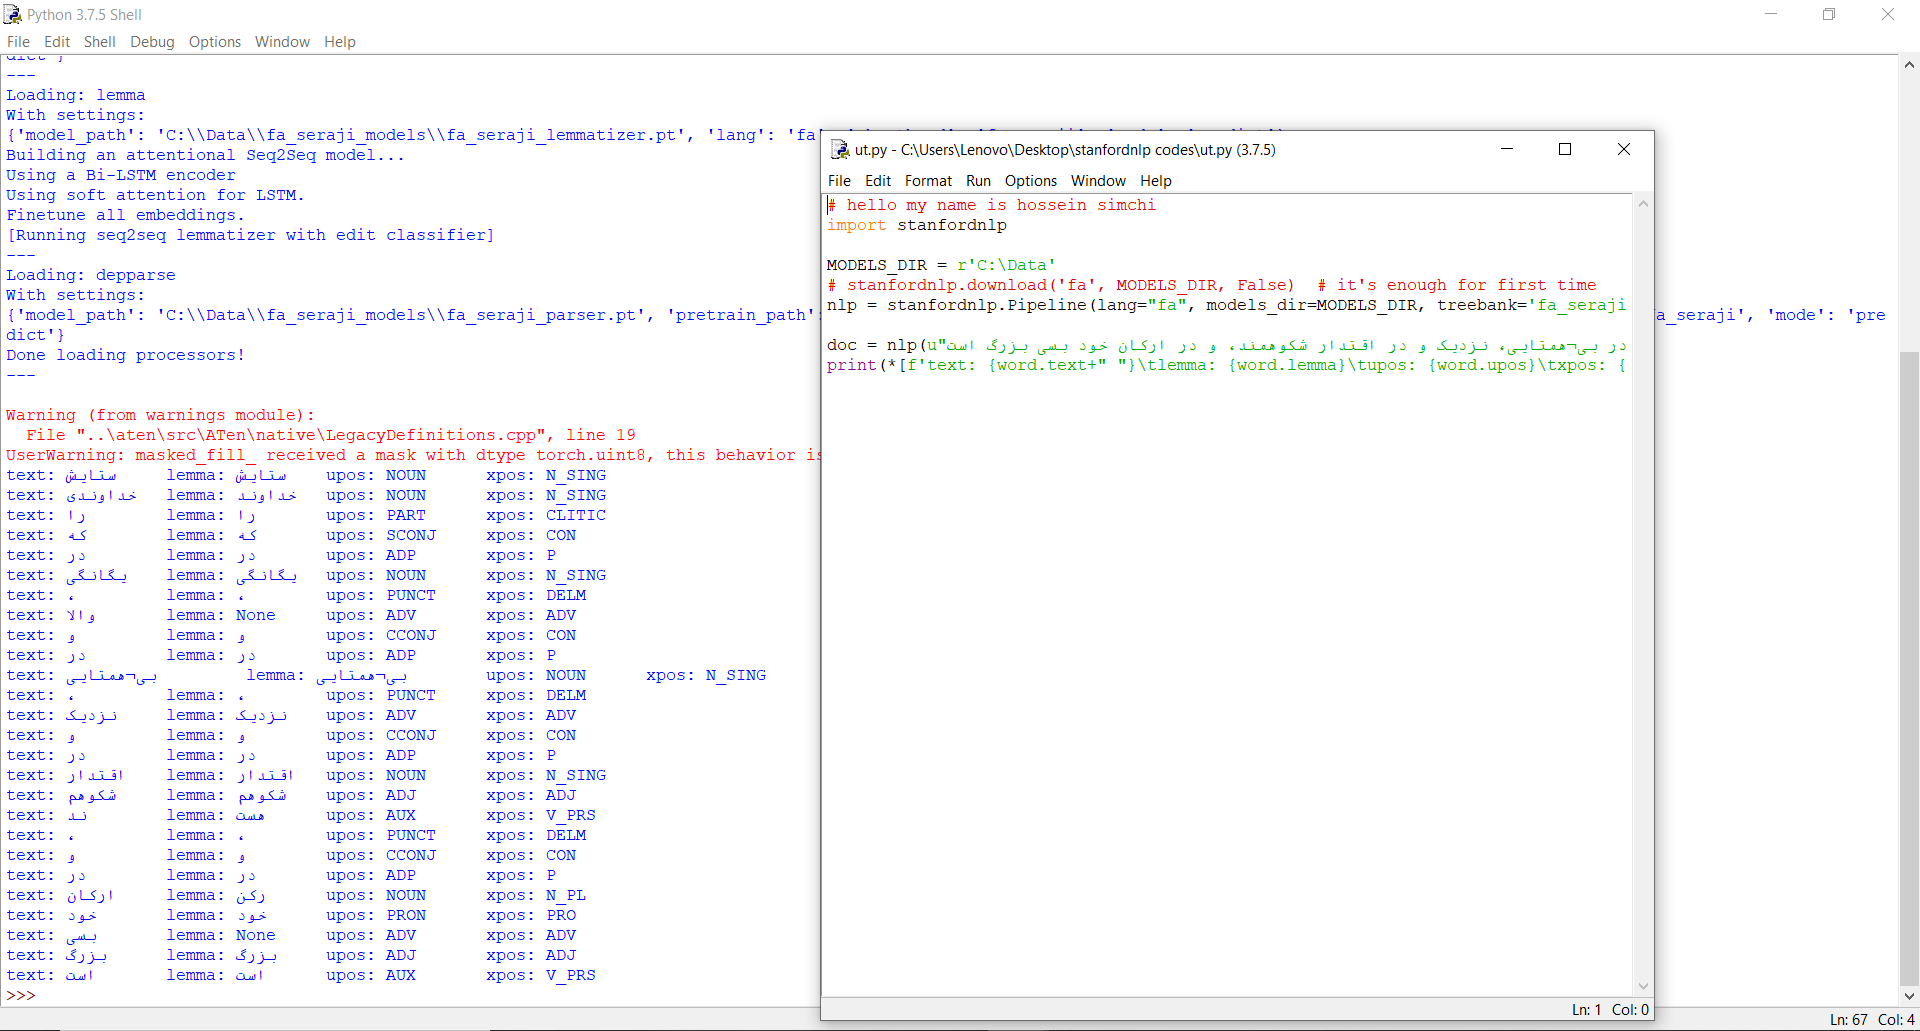 Python 3.7.5 Shell
File Edit Shell Debug Options Window Help
dict'}
---
Loading: lemma
With settings:
{'model_path': 'C:\\Data\\fa_seraji_models\\fa_seraji_lemmatizer.pt', 'lang': 'fa'
Building an attentional Seq2Seq model...
Using a Bi-LSTM encoder
Using soft attention for LSTM.
Finetune all embeddings.
[Running seq2seq lemmatizer with edit classifier]
---
Loading: depparse
With settings:
{'model_path': 'C:\\Data\\fa_seraji_models\\fa_seraji_parser.pt', 'pretrain_path': a_seraji', 'mode': 'pre
dict'}
Done loading processors!
---
Warning (from warnings module):
File "..\aten\src\ATen\native\LegacyDefinitions.cpp", line 19
UserWarning: masked_fill_ received a mask with dtype torch.uint8, this behavior is
text: ستایش lemma: ستایش upos: NOUN xpos: N_SING
text: خداوندی lemma: خداوند upos: NOUN xpos: N_SING
text: را lemma: را upos: PART xpos: CLITIC
text: که lemma: که upos: SCONJ xpos: CON
text: در lemma: در upos: ADP xpos: P
text: یگانگی lemma: یگانگی upos: NOUN xpos: N_SING
text: ، lemma: ، upos: PUNCT xpos: DELM
text: والا lemma: None upos: ADV xpos: ADV
text: و lemma: و upos: CCONJ xpos: CON
text: در lemma: در upos: ADP xpos: P
text: بی¬همتایی lemma: بی¬همتایی upos: NOUN xpos: N_SING
text: ، lemma: ، upos: PUNCT xpos: DELM
text: نزدیک lemma: نزدیک upos: ADV xpos: ADV
text: و lemma: و upos: CCONJ xpos: CON
text: در lemma: در upos: ADP xpos: P
text: اقتدار lemma: اقتدار upos: NOUN xpos: N_SING
text: شکوهم lemma: شکوهم upos: ADJ xpos: ADJ
text: ند lemma: هست upos: AUX xpos: V_PRS
text: ، lemma: ، upos: PUNCT xpos: DELM
text: و lemma: و upos: CCONJ xpos: CON
text: در lemma: در upos: ADP xpos: P
text: ارکان lemma: رکن upos: NOUN xpos: N_PL
text: خود lemma: خود upos: PRON xpos: PRO
text: بسی lemma: None upos: ADV xpos: ADV
text: بزرگ lemma: بزرگ upos: ADJ xpos: ADJ
text: است lemma: است upos: AUX xpos: V_PRS
>>>
Ln: 67 Col: 4
ut.py - C:\Users\Lenovo\Desktop\stanfordnlp codes\ut.py (3.7.5)
File Edit Format Run Options Window Help
# hello my name is hossein simchi
import stanfordnlp
MODELS_DIR = r'C:\Data'
# stanfordnlp.download('fa', MODELS_DIR, False) # it's enough for first time
nlp = stanfordnlp.Pipeline(lang="fa", models_dir=MODELS_DIR, treebank='fa_seraji
doc = nlp(u"در بی¬همتایی، نزدیک و در اقتدار شکوهمند، و در ارکان خود بسی بزرگ است
print(*[f'text: {word.text+" "}\tlemma: {word.lemma}\tupos: {word.upos}\txpos: {
Ln: 1 Col: 0